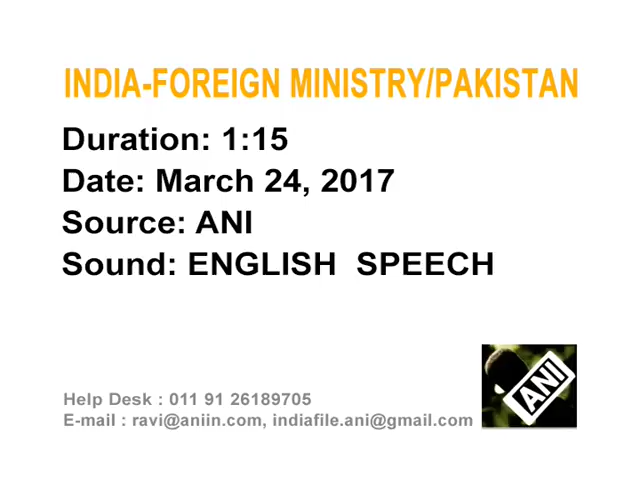 INDIA-FOREIGN MINISTRY/PAKISTAN
Duration: 1:15
Date: March 24, 2017
Source: ANI
Sound: ENGLISH  SPEECH
Help Desk : 011 91 26189705
E-mail : ravi@aniin.com, indiafile.ani@gmail.com
ANI